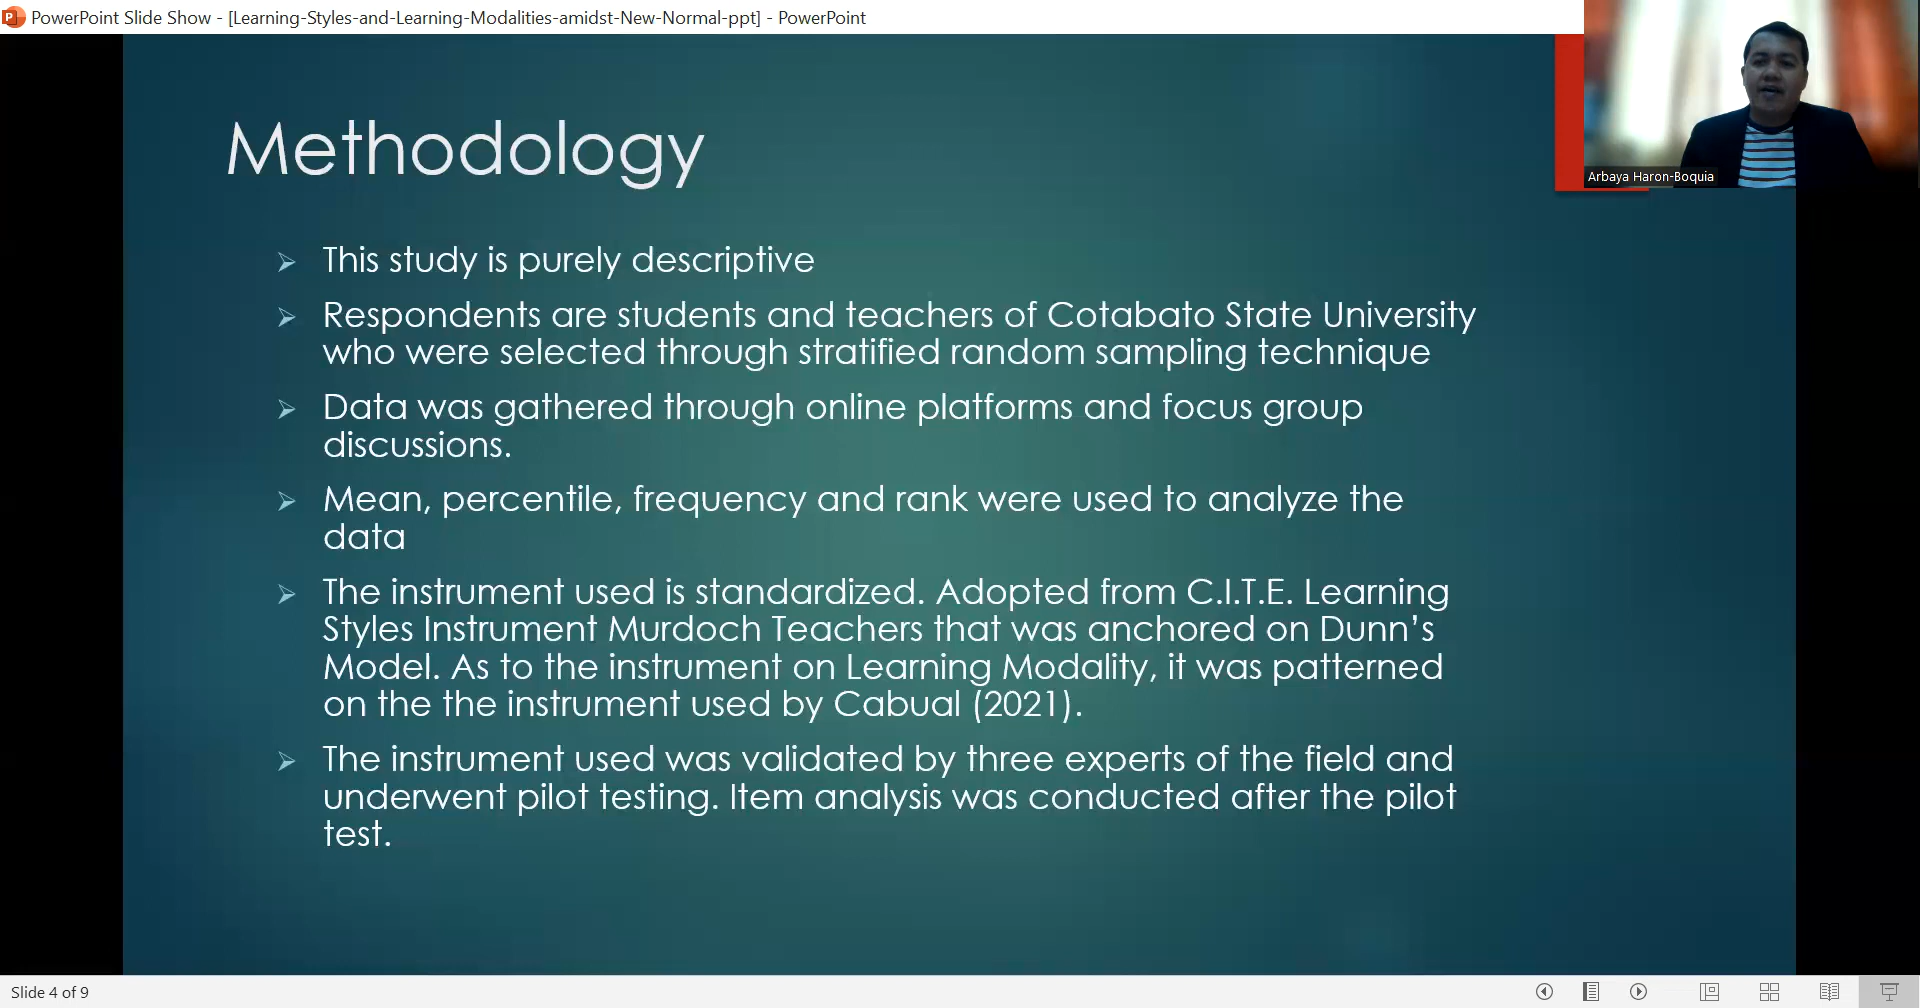 PowerPoint Slide Show - [Learning-Styles-and-Learning-Modalities-amidst-New-Normal-ppt] - PowerPoint
Arbaya Haron-Boquia
Methodology
This study is purely descriptive
Respondents are students and teachers of Cotabato State University
who were selected through stratified random sampling technique
Data was gathered through online platforms and focus group
discussions.
Mean, percentile, frequency and rank were used to analyze the
data
The instrument used is standardized. Adopted from C.I.T.E. Learning
Styles Instrument Murdoch Teachers that was anchored on Dunn’s
Model. As to the instrument on Learning Modality, it was patterned
on the the instrument used by Cabual (2021).
The instrument used was validated by three experts of the field and
underwent pilot testing. Item analysis was conducted after the pilot
test.
Slide 4 of 9